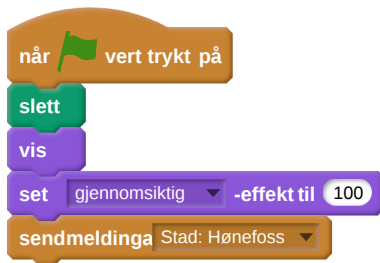 når vert trykt på
slett
vis
set gjennomsiktig -effekt til 100
sendmeldinga Stad: Hønefoss